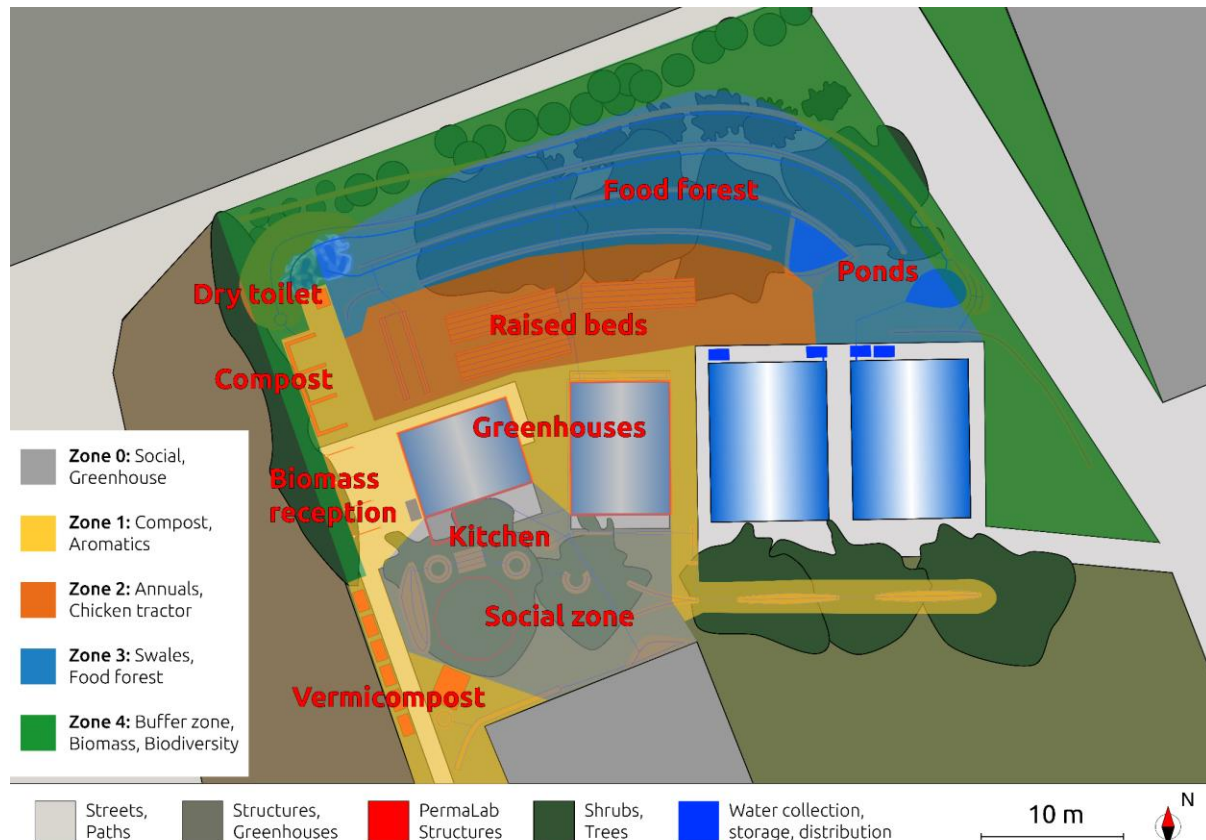 Food forest
Ponds
Dry toilet
Raised beds
Compost
Greenhouses
Biomass
reception
Kitchen
Social zone
Vermicompost
Zone 0: Social,
Greenhouse
Zone 1: Compost,
Aromatics
Zone 2: Annuals,
Chicken tractor
Zone 3: Swales,
Food forest
Zone 4: Buffer zone,
Biomass, Biodiversity
Streets,
Paths
Structures,
Greenhouses
PermaLab
Structures
Shrubs,
Trees
Water collection,
storage, distribution
10 m
N